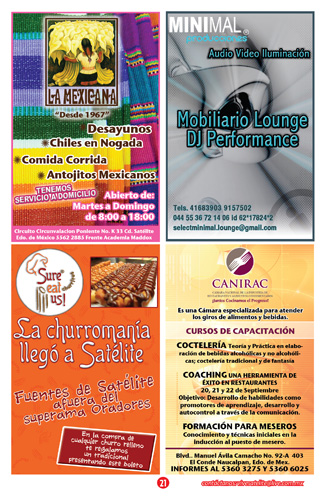 LA MEXICANA
"Desde 1967"
Desayunos
Chiles en Nogada
Comida Corrida
Antojitos Mexicanos
TENEMOS
SERVICIO A DOMICILIO
Abierto de:
Martes a Domingo
de 8:00 a 18:00
Circuito Circunvalacion Poniente No. K 33 Cd. Satélite
Edo. de México 5562 2885 Frente Academia Maddox
MINIMAL
producciones
Audio Video Iluminación
Mobiliario Lounge
DJ Performance
Tels. 41683903 9157502
044 55 36 72 14 06 id 62*17824*2
selectminimal.lounge@gmail.com
Sure
eat
us!
La churromanía
llegó a Satélite
Fuentes de Satélite
afuera del
superama Oradores
En la compra de
cualquier churro relleno
te regalamos
un tradicional
presentando este boleto
CANIRAC
¡Juntos Cocinamos el Progreso!
Es una Cámara especializada para atender
los giros de alimentos y bebidas.
CURSOS DE CAPACITACIÓN
COCTELERÍA Teoría y Práctica en elabo-
ración de bebidas alcohólicas y no alcohóli-
cas; coctelería tradicional y de fantasía
COACHING UNA HERRAMIENTA DE
ÉXITO EN RESTAURANTES
20, 21 y 22 de Septiembre
Objetivo: Desarrollo de habilidades como
promotores de aprendizaje, desarrollo y
autocontrol a través de la comunicación.
FORMACIÓN PARA MESEROS
Conocimiento y técnicas iniciales en la
inducción al puesto de mesero.
Blvd.. Manuel Ávila Camacho No. 92-A 403
El Conde Naucalpan, Edo. de Mex.
INFORMES AL 5360 3275 Y 5360 6025
21